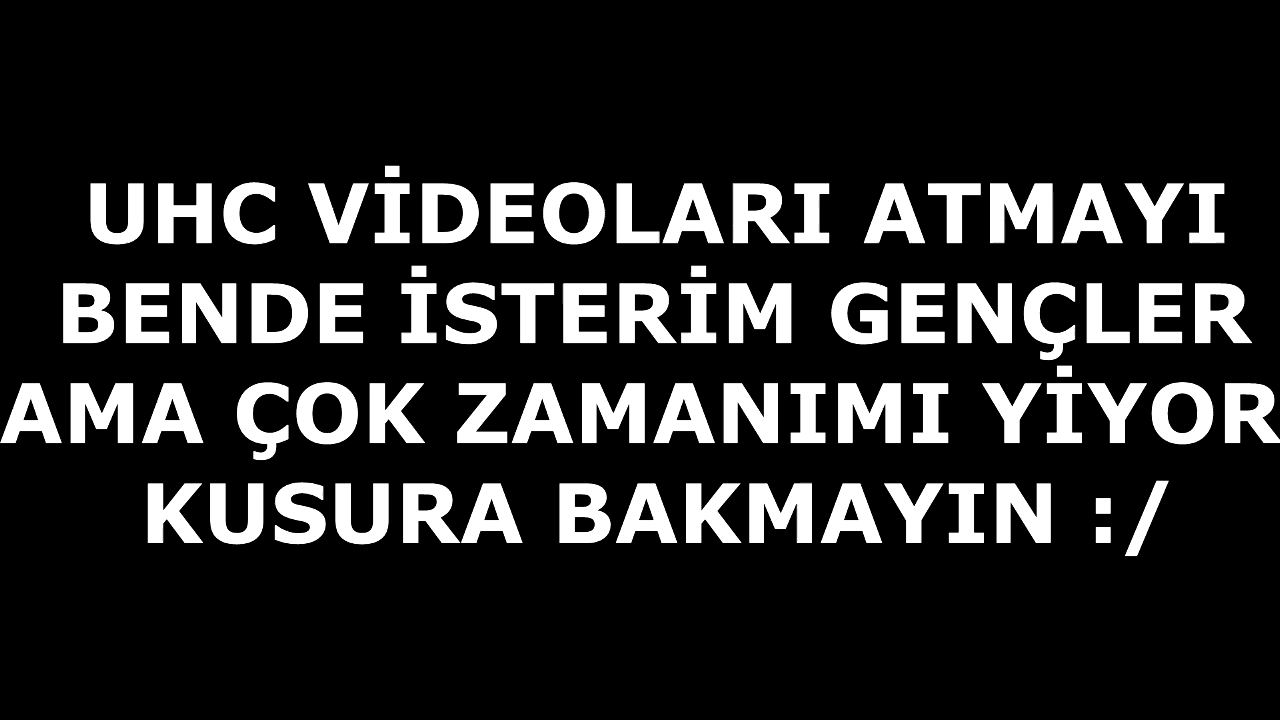 UHC VİDEOLARI ATMAYI
BENDE İSTERİM GENÇLER
AMA ÇOK ZAMANIMI YİYOR
KUSURA BAKMAYIN :/